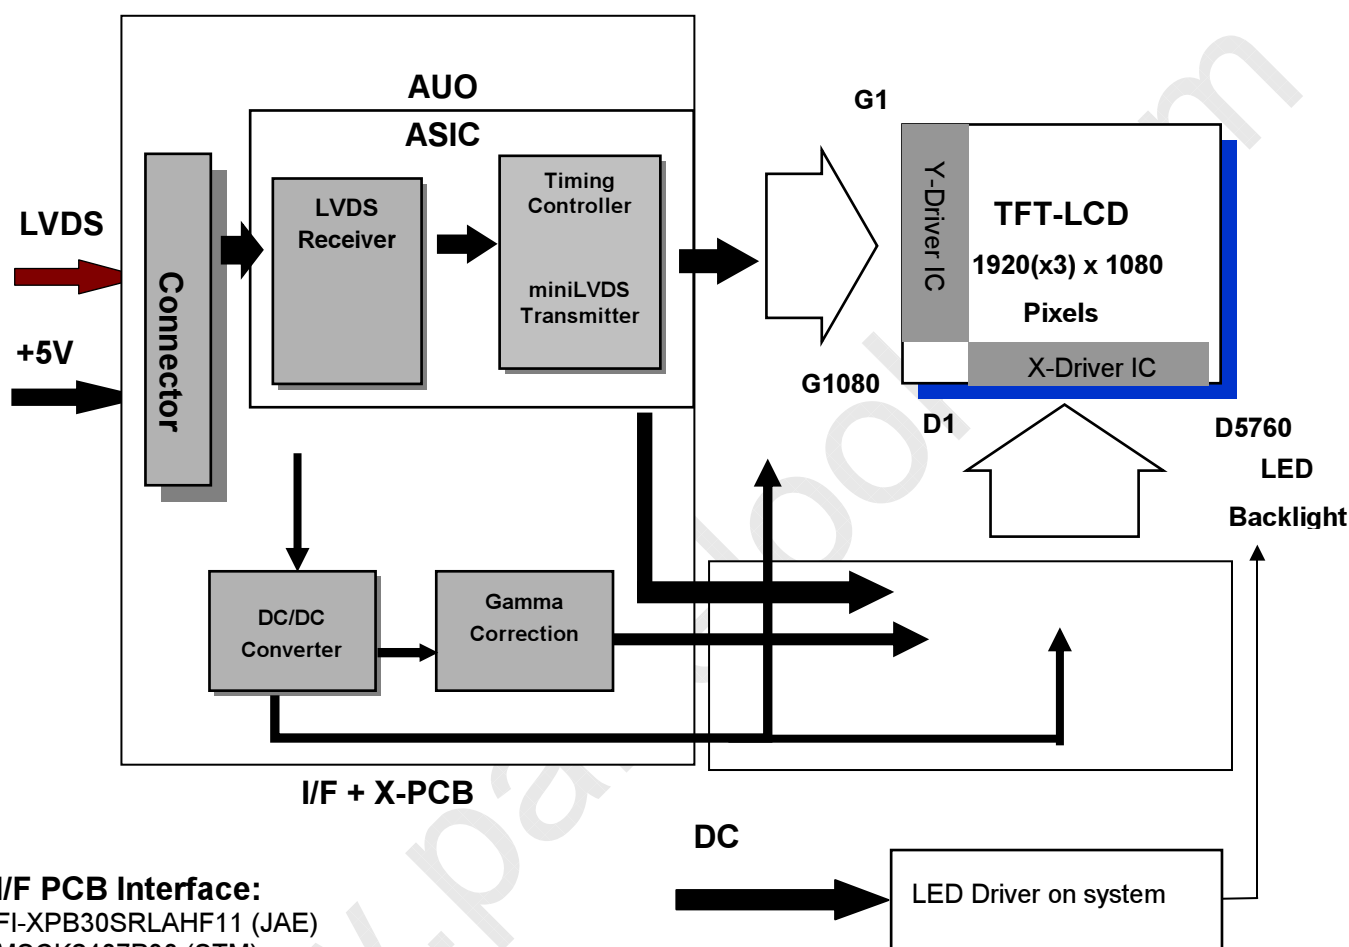 AUO
ASIC
G1
LVDS
+5V
Connector
LVDS
Receiver
Timing
Controller
miniLVDS
Transmitter
Y-Driver IC
TFT-LCD
1920(x3) x 1080
Pixels
X-Driver IC
G1080
D1
D5760
LED
Backlight
DC/DC
Converter
Gamma
Correction
I/F + X-PCB
DC
LED Driver on system
I/F PCB Interface:
FI-XPB30SRLAHF11 (JAE)